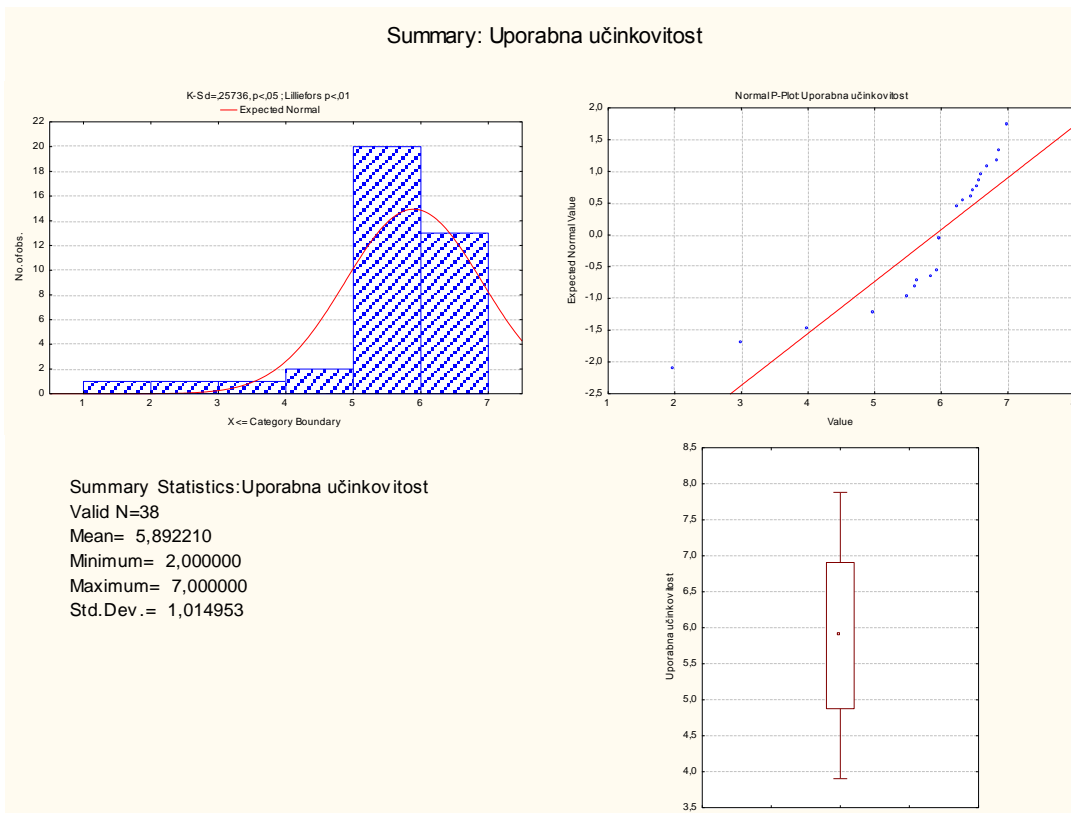 Summary: Uporabna učinkovitost
K-S d=,25736, p<,05 ; Lilliefors p<,01
Expected Normal
22
20
18
16
14
12
10
8
6
4
2
0
No. of obs.
1 2 3 4 5 6 7
X <= Category Boundary
Normal P-Plot: Uporabna učinkovitost
2,0
1,5
1,0
0,5
0,0
-0,5
-1,0
-1,5
-2,0
-2,5
Expected Normal Value
1 2 3 4 5 6 7 8
Value
Summary Statistics:Uporabna učinkovitost
Valid N=38
Mean= 5,892210
Minimum= 2,000000
Maximum= 7,000000
Std.Dev.= 1,014953
8,5
8,0
7,5
7,0
6,5
6,0
5,5
5,0
4,5
4,0
3,5
Uporabna učinkovitost